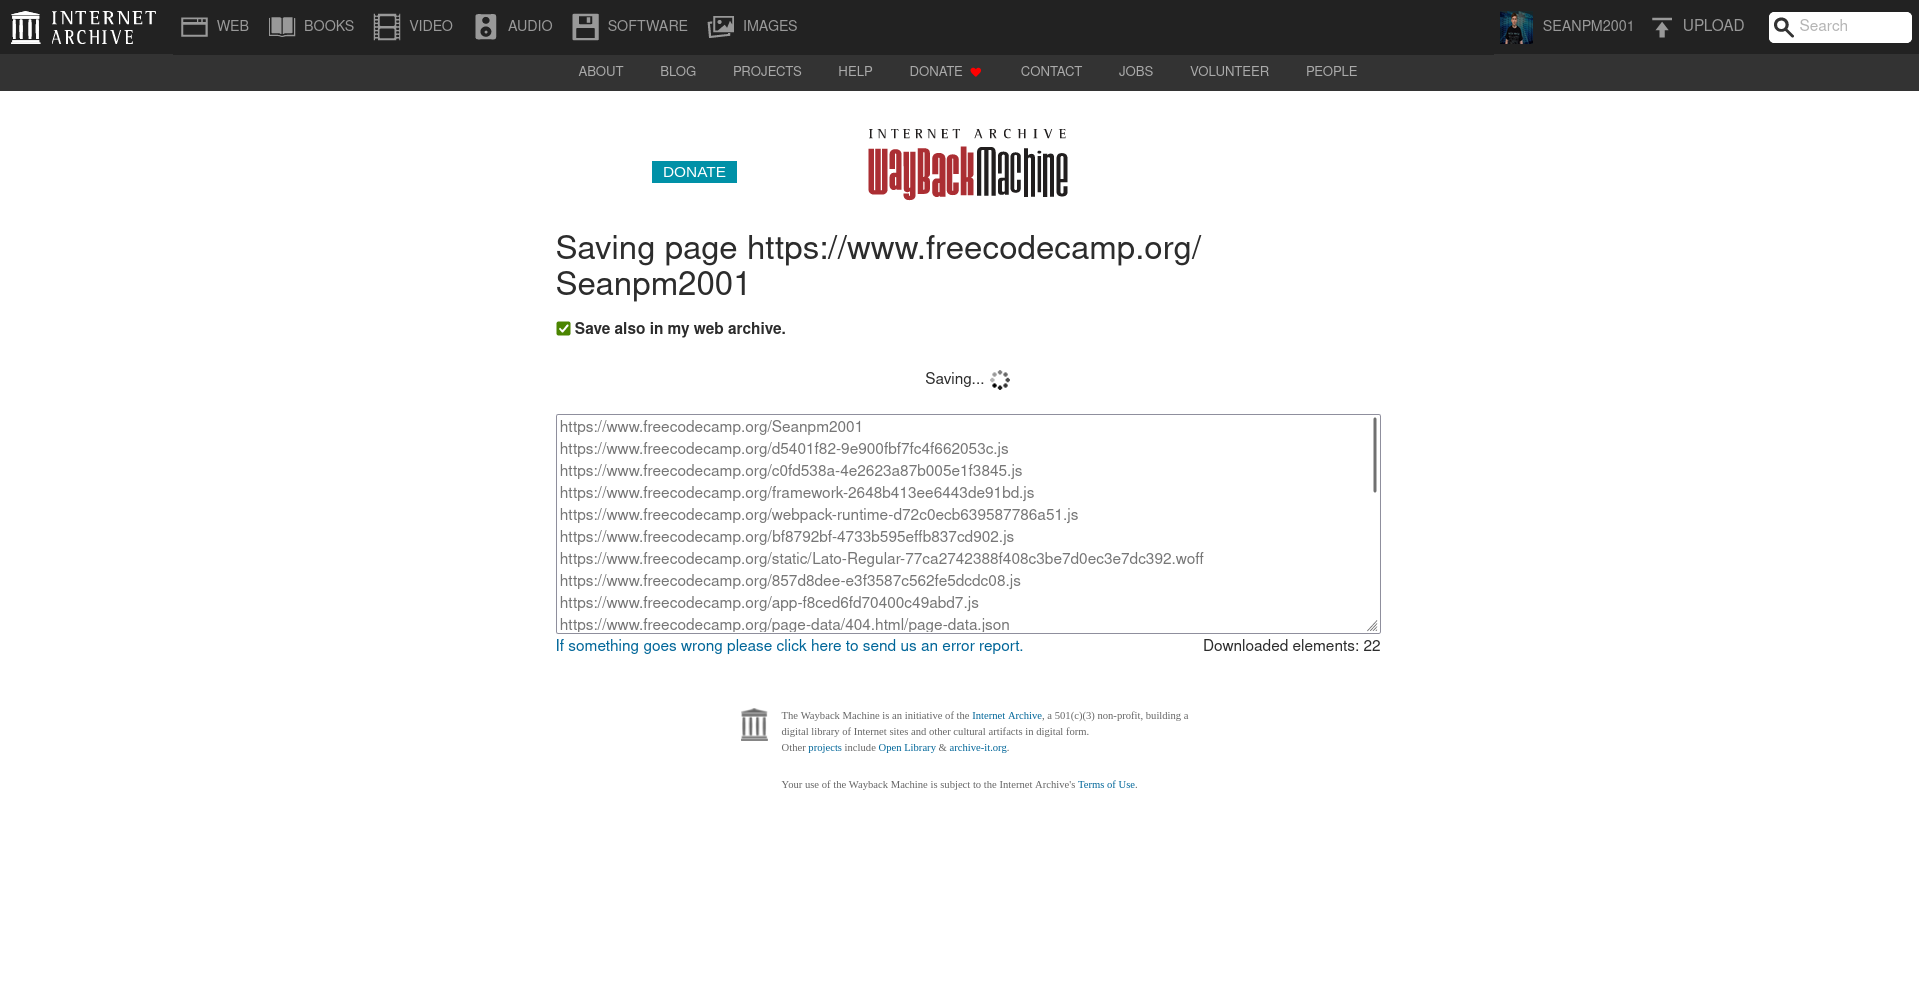 INTERNET ARCHIVE
WEB BOOKS VIDEO AUDIO SOFTWARE IMAGES
SEANPM2001 UPLOAD Search
ABOUT BLOG PROJECTS HELP DONATE CONTACT JOBS VOLUNTEER PEOPLE
INTERNET ARCHIVE
WayBackMachine
DONATE
Saving page https://www.freecodecamp.org/
Seanpm2001
Save also in my web archive.
Saving...
https://www.freecodecamp.org/Seanpm2001
https://www.freecodecamp.org/d5401f82-9e900fbf7fc4f662053c.js
https://www.freecodecamp.org/c0fd538a-4e2623a87b005e1f3845.js
https://www.freecodecamp.org/framework-2648b413ee6443de91bd.js
https://www.freecodecamp.org/webpack-runtime-d72c0ecb639587786a51.js
https://www.freecodecamp.org/bf8792bf-4733b595effb837cd902.js
https://www.freecodecamp.org/static/Lato-Regular-77ca2742388f408c3be7d0ec3e7dc392.woff
https://www.freecodecamp.org/857d8dee-e3f3587c562fe5dcdc08.js
https://www.freecodecamp.org/app-f8ced6fd70400c49abd7.js
https://www.freecodecamp.org/page-data/404.html/page-data.json
If something goes wrong please click here to send us an error report. Downloaded elements: 22
The Wayback Machine is an initiative of the Internet Archive, a 501(c)(3) non-profit, building a
digital library of Internet sites and other cultural artifacts in digital form.
Other projects include Open Library & archive-it.org.
Your use of the Wayback Machine is subject to the Internet Archive's Terms of Use.